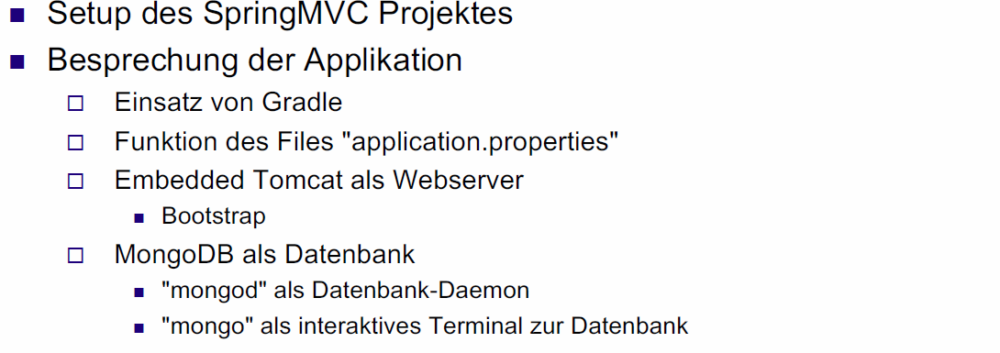 Setup des SpringMVC Projektes
Besprechung der Applikation
Einsatz von Gradle
Funktion des Files "application.properties"
Embedded Tomcat als Webserver
Bootstrap
MongoDB als Datenbank
"mongod" als Datenbank-Daemon
"mongo" als interaktives Terminal zur Datenbank